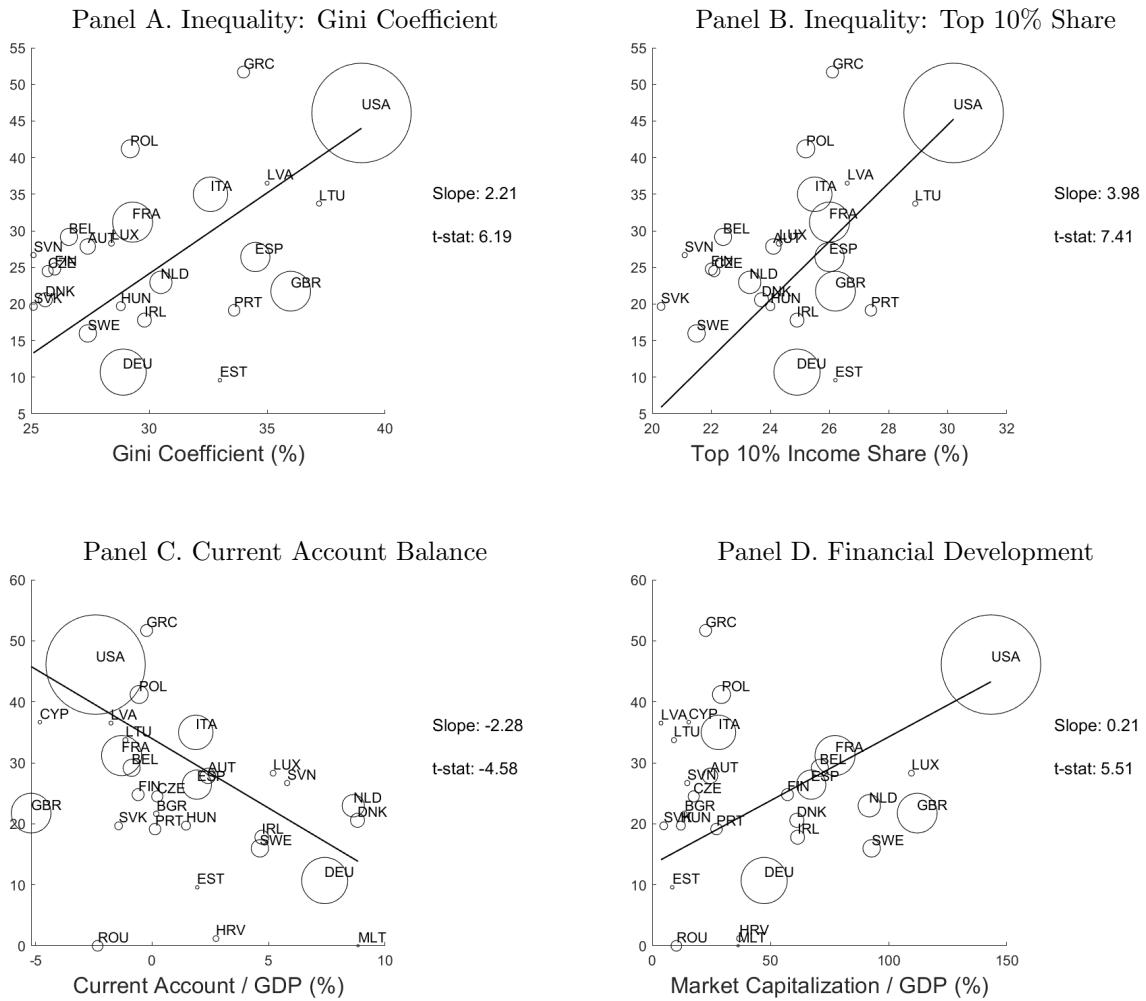 Panel A. Inequality: Gini Coefficient
55
50
45
40
35
30
25
20
15
10
5
25
30
35
40
GRC
USA
POL
LVA
ITA
LTU
FRA
BEL
LUX
AUT
SVN
ESP
FIN
CZE
NLD
GBR
DNK
SVK
HUN
PRT
IRL
SWE
DEU
EST
Slope: 2.21
t-stat: 6.19
Gini Coefficient (%)
Panel B. Inequality: Top 10% Share
55
50
45
40
35
30
25
20
15
10
5
20
22
24
26
28
30
32
GRC
USA
POL
LVA
ITA
LTU
FRA
BEL
LUX
AUT
SVN
ESP
FIN
CZE
NLD
GBR
DNK
SVK
HUN
PRT
IRL
SWE
DEU
EST
Slope: 3.98
t-stat: 7.41
Top 10% Income Share (%)
Panel C. Current Account Balance
60
50
40
30
20
10
0
-5
0
5
10
GRC
USA
POL
CYP
LVA
ITA
LTU
FRA
BEL
AUT
LUX
ESP
SVN
FIN
CZE
NLD
GBR
BGR
DNK
SVK
PRT
HUN
IRL
SWE
DEU
EST
HRV
ROU
MLT
Slope: -2.28
t-stat: -4.58
Current Account / GDP (%)
Panel D. Financial Development
60
50
40
30
20
10
0
0
50
100
150
GRC
USA
POL
LVA
CYP
ITA
LTU
FRA
BEL
AUT
LUX
SVN
ESP
CZE
FIN
NLD
GBR
BGR
DNK
SVK
HUN
PRT
IRL
SWE
DEU
EST
HRV
ROU
MLT
Slope: 0.21
t-stat: 5.51
Market Capitalization / GDP (%)